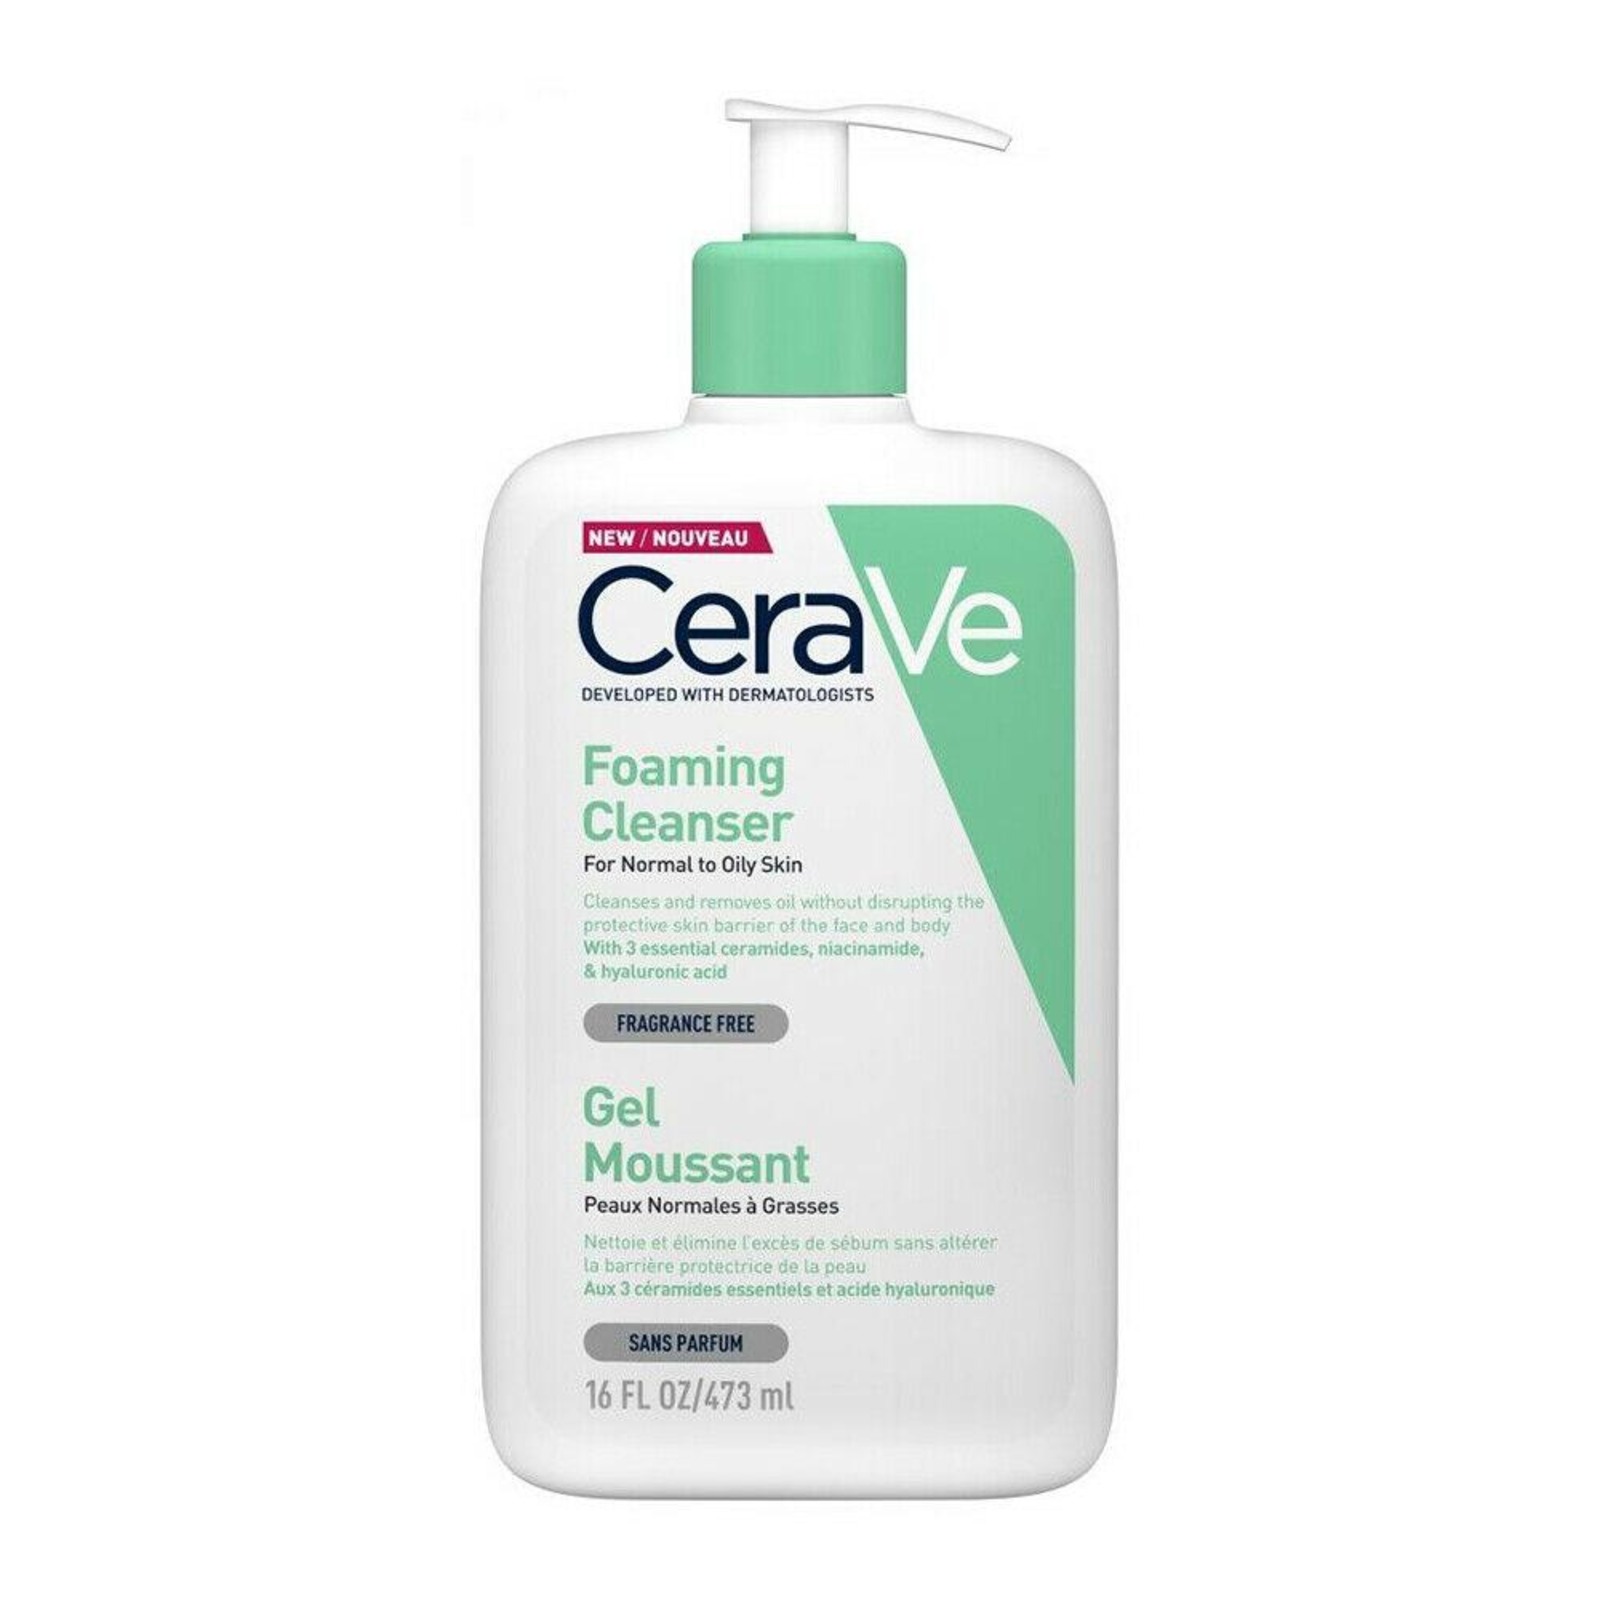 NEW / NOUVEAU
CeraVe
DEVELOPED WITH DERMATOLOGISTS
Foaming
Cleanser
For Normal to Oily Skin
Cleanses and removes oil without disrupting the
protective skin barrier of the face and body
With 3 essential ceramides, niacinamide,
& hyaluronic acid
FRAGRANCE FREE
Gel
Moussant
Peaux Normales à Grasses
Nettoie et élimine l'excès de sébum sans altérer
la barrière protectrice de la peau
Aux 3 céramides essentiels et acide hyaluronique
SANS PARFUM
16 FL OZ/473 ml